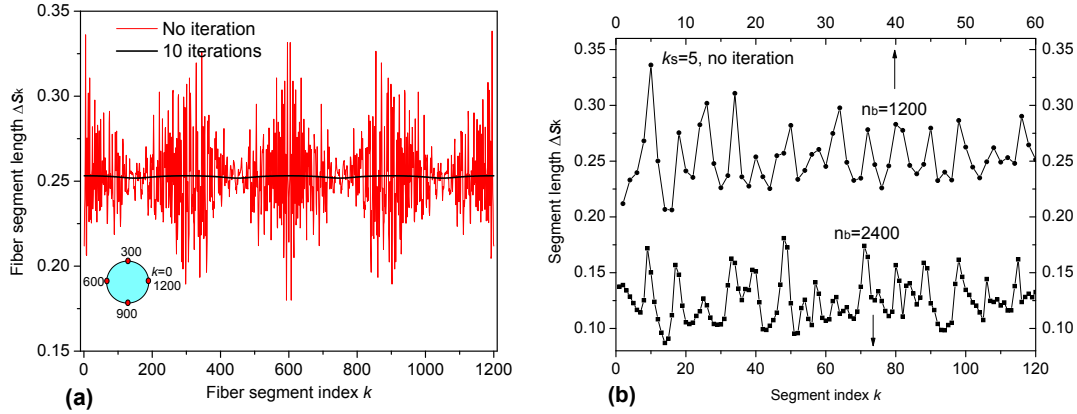 No iteration
10 iterations
Fiber segment length ΔSk
0.35
0.30
0.25
0.20
0.15
300
600
k=0
1200
900
0 200 400 600 800 1000 1200
Fiber segment index k
(a)
0 10 20 30 40 50 60
Segment length ΔSk
0.35 0.35
0.30 0.30
0.25 0.25
0.20 0.20
0.15 0.15
0.10 0.10
kS=5, no iteration
nb=1200
nb=2400
0 20 40 60 80 100 120
Segment index k
(b)